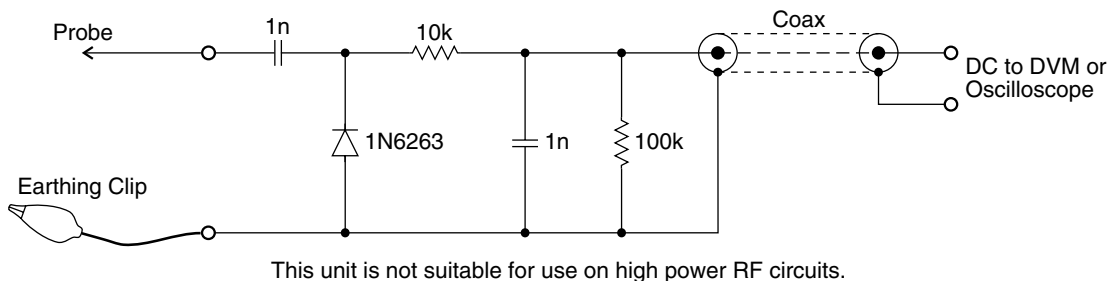 Probe
1n
10k
Coax
DC to DVM or
Oscilloscope
1N6263
1n
100k
Earthing Clip
This unit is not suitable for use on high power RF circuits.